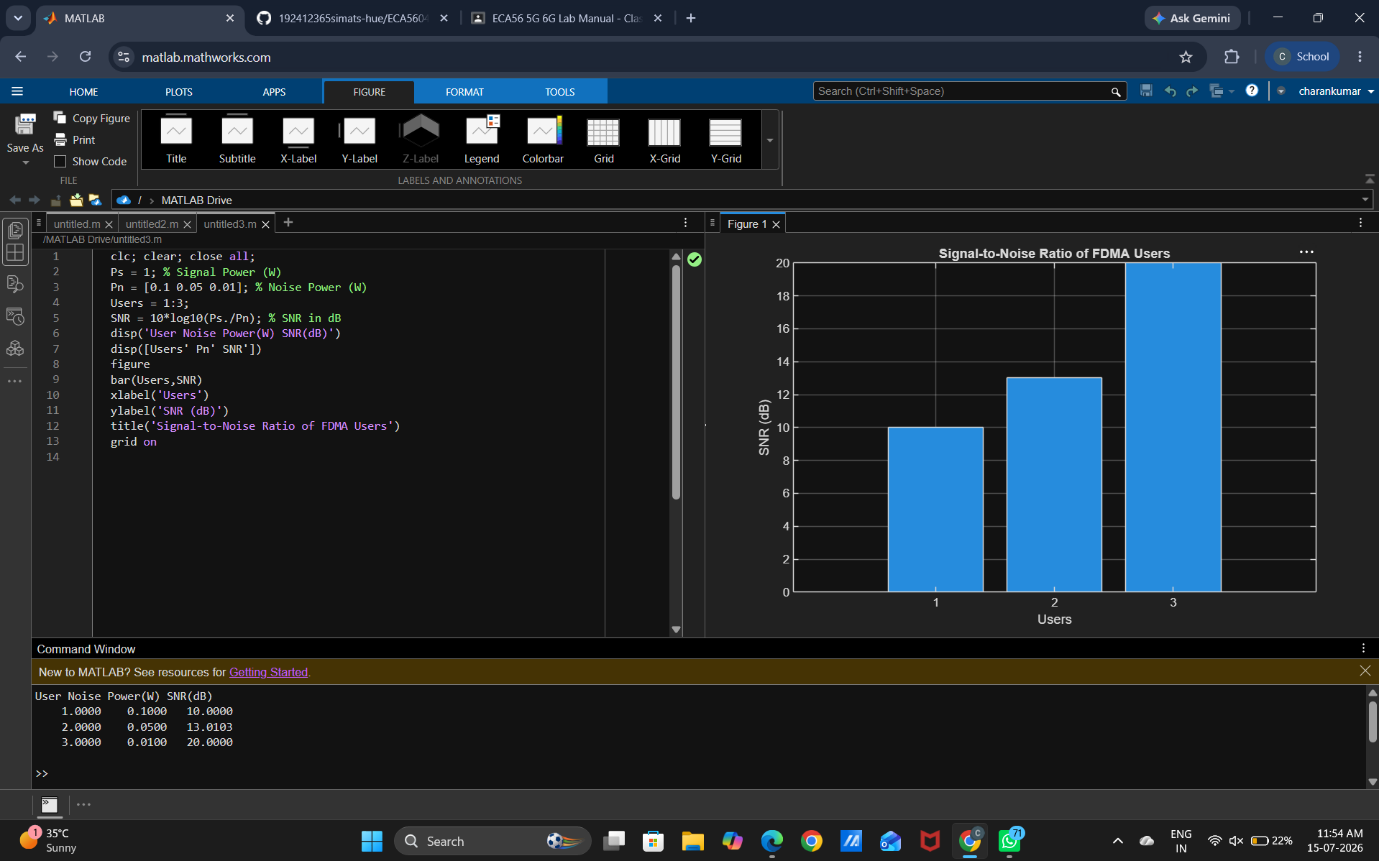 MATLAB
192412365simats-hue/ECA5604
ECA56 5G 6G Lab Manual - Clas
Ask Gemini
matlab.mathworks.com
C School
HOME PLOTS APPS FIGURE FORMAT TOOLS
Search (Ctrl+Shift+Space)
charankumar
Save As
Copy Figure
Print
Show Code
FILE
Title Subtitle X-Label Y-Label Z-Label Legend Colorbar Grid X-Grid Y-Grid
LABELS AND ANNOTATIONS
/ › MATLAB Drive
untitled.m untitled2.m untitled3.m
/MATLAB Drive/untitled3.m
1 clc; clear; close all;
2 Ps = 1; % Signal Power (W)
3 Pn = [0.1 0.05 0.01]; % Noise Power (W)
4 Users = 1:3;
5 SNR = 10*log10(Ps./Pn); % SNR in dB
6 disp('User Noise Power(W) SNR(dB)')
7 disp([Users' Pn' SNR'])
8 figure
9 bar(Users,SNR)
10 xlabel('Users')
11 ylabel('SNR (dB)')
12 title('Signal-to-Noise Ratio of FDMA Users')
13 grid on
14
Figure 1
Signal-to-Noise Ratio of FDMA Users
20
18
16
14
12
10
8
6
4
2
0
SNR (dB)
1 2 3
Users
Command Window
New to MATLAB? See resources for Getting Started.
User Noise Power(W) SNR(dB)
1.0000 0.1000 10.0000
2.0000 0.0500 13.0103
3.0000 0.0100 20.0000
>>
1
35°C
Sunny
Search
C
71
ENG
IN
22%
11:54 AM
15-07-2026